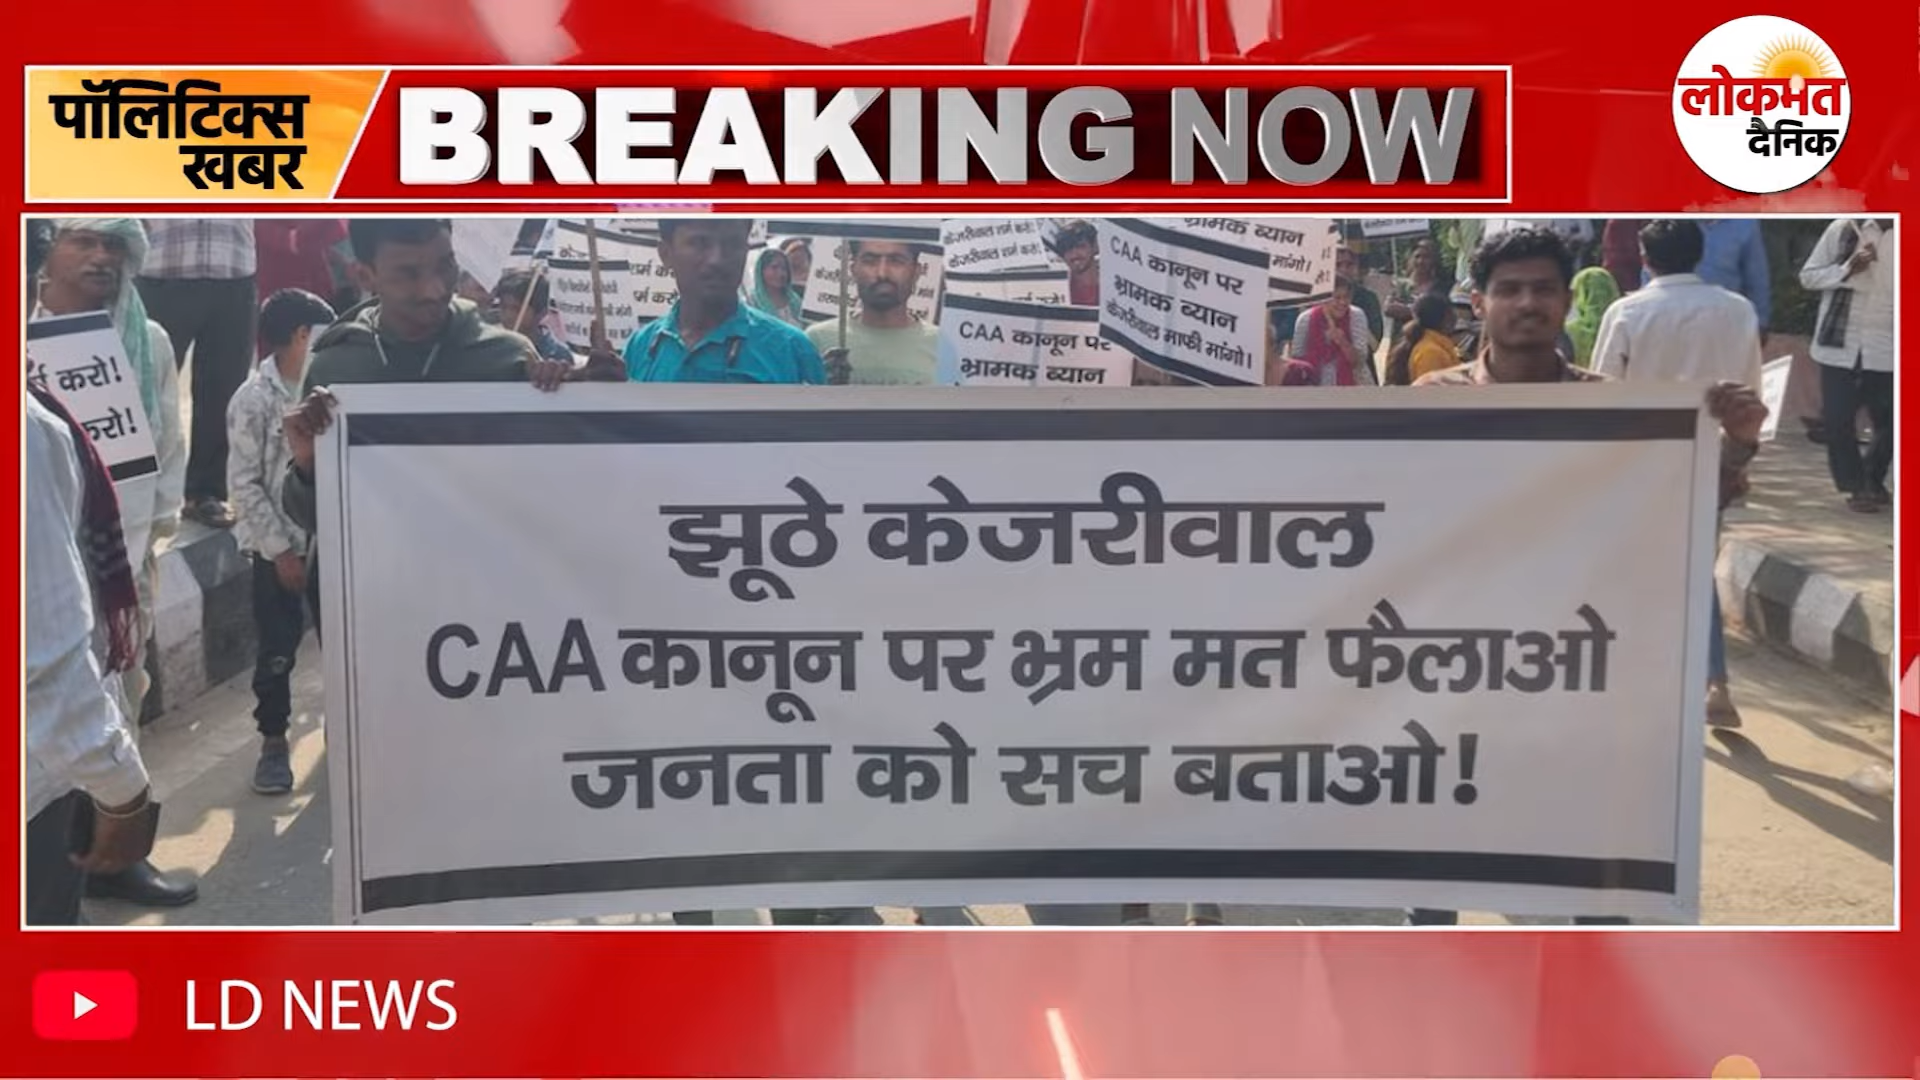 पॉलिटिक्स
खबर
BREAKING NOW
लोकमत
दैनिक
करो!
करो!
CAA कानून पर
भ्रामक ब्यान
CAA कानून पर
भ्रामक ब्यान
केजरीवाल माफी मांगो।
भ्रामक ब्यान
मांगो।
झूठे केजरीवाल
CAA कानून पर भ्रम मत फैलाओ
जनता को सच बताओ!
LD NEWS